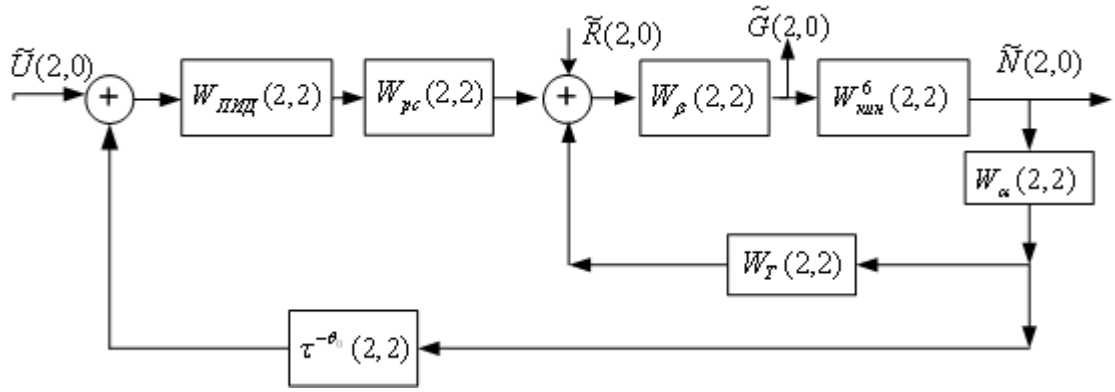 Ũ(2,0)
+
W_ПИД(2,2)
W_рс(2,2)
R̃(2,0)
+
W_β(2,2)
G̃(2,0)
W^б_кин(2,2)
Ñ(2,0)
W_α(2,2)
W_T(2,2)
τ^−θ₀(2,2)